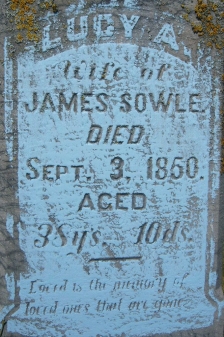 LUCY A.
Wife of
JAMES SOWLE.
DIED
SEPT. 3, 1850.
AGED
38ys. 10ds.
Loved is the memory of
loved ones that are gone.